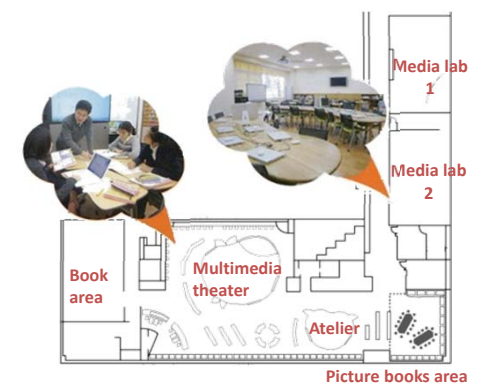 Media lab
1
Media lab
2
Book
area
Multimedia
theater
Atelier
Picture books area